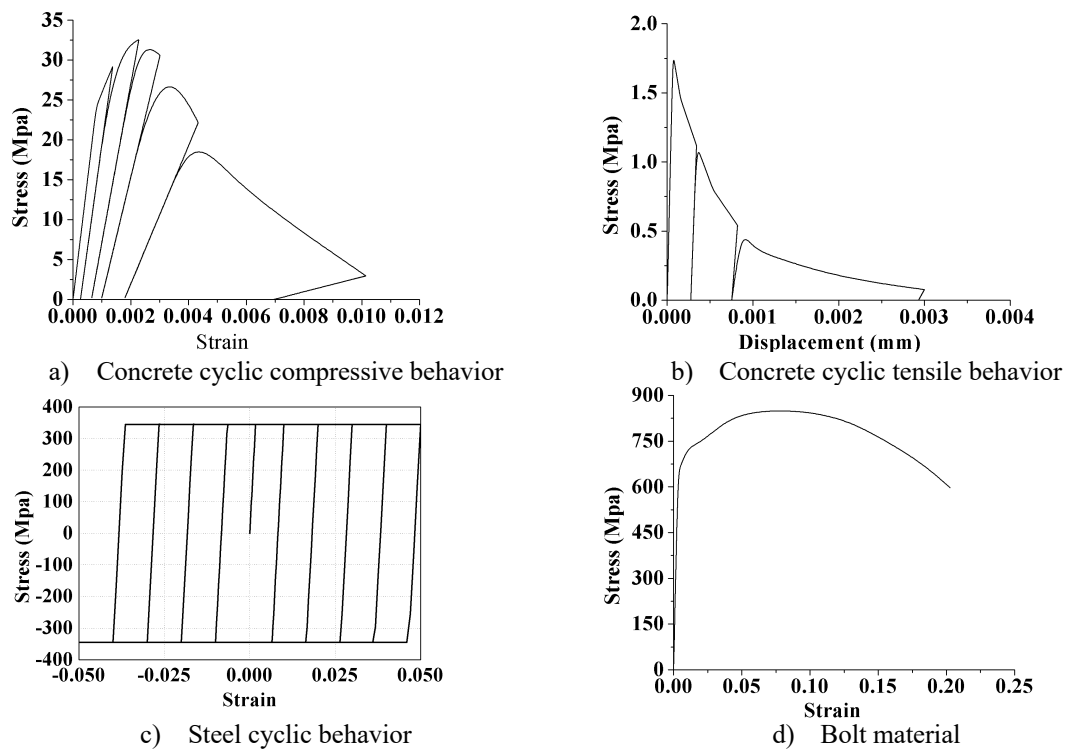 35
30
25
20
15
10
5
0
Stress (Mpa)
0.000 0.002 0.004 0.006 0.008 0.010 0.012
Strain
a) Concrete cyclic compressive behavior
2.0
1.5
1.0
0.5
0.0
Stress (Mpa)
0.000 0.001 0.002 0.003 0.004
Displacement (mm)
b) Concrete cyclic tensile behavior
400
300
200
100
0
-100
-200
-300
-400
Stress (Mpa)
-0.050 -0.025 0.000 0.025 0.050
Strain
c) Steel cyclic behavior
900
750
600
450
300
150
0
Stress (Mpa)
0.00 0.05 0.10 0.15 0.20 0.25
Strain
d) Bolt material